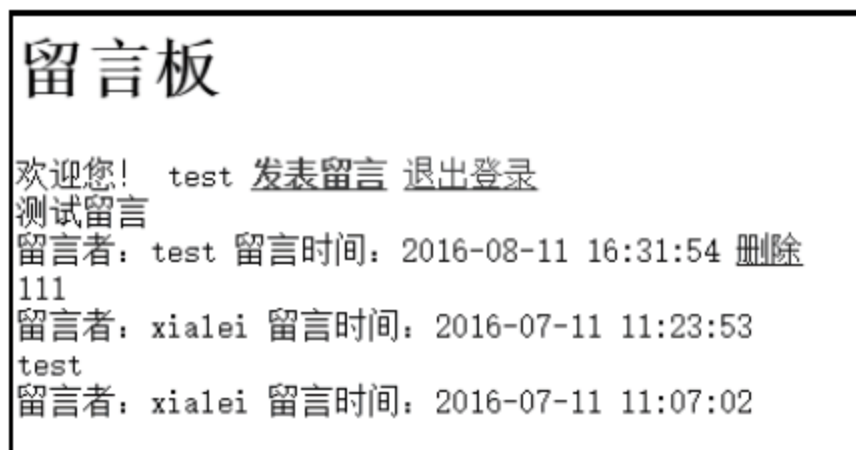 留言板
欢迎您! test 发表留言 退出登录
测试留言
留言者：test 留言时间：2016-08-11 16:31:54 删除
111
留言者：xialei 留言时间：2016-07-11 11:23:53
test
留言者：xialei 留言时间：2016-07-11 11:07:02